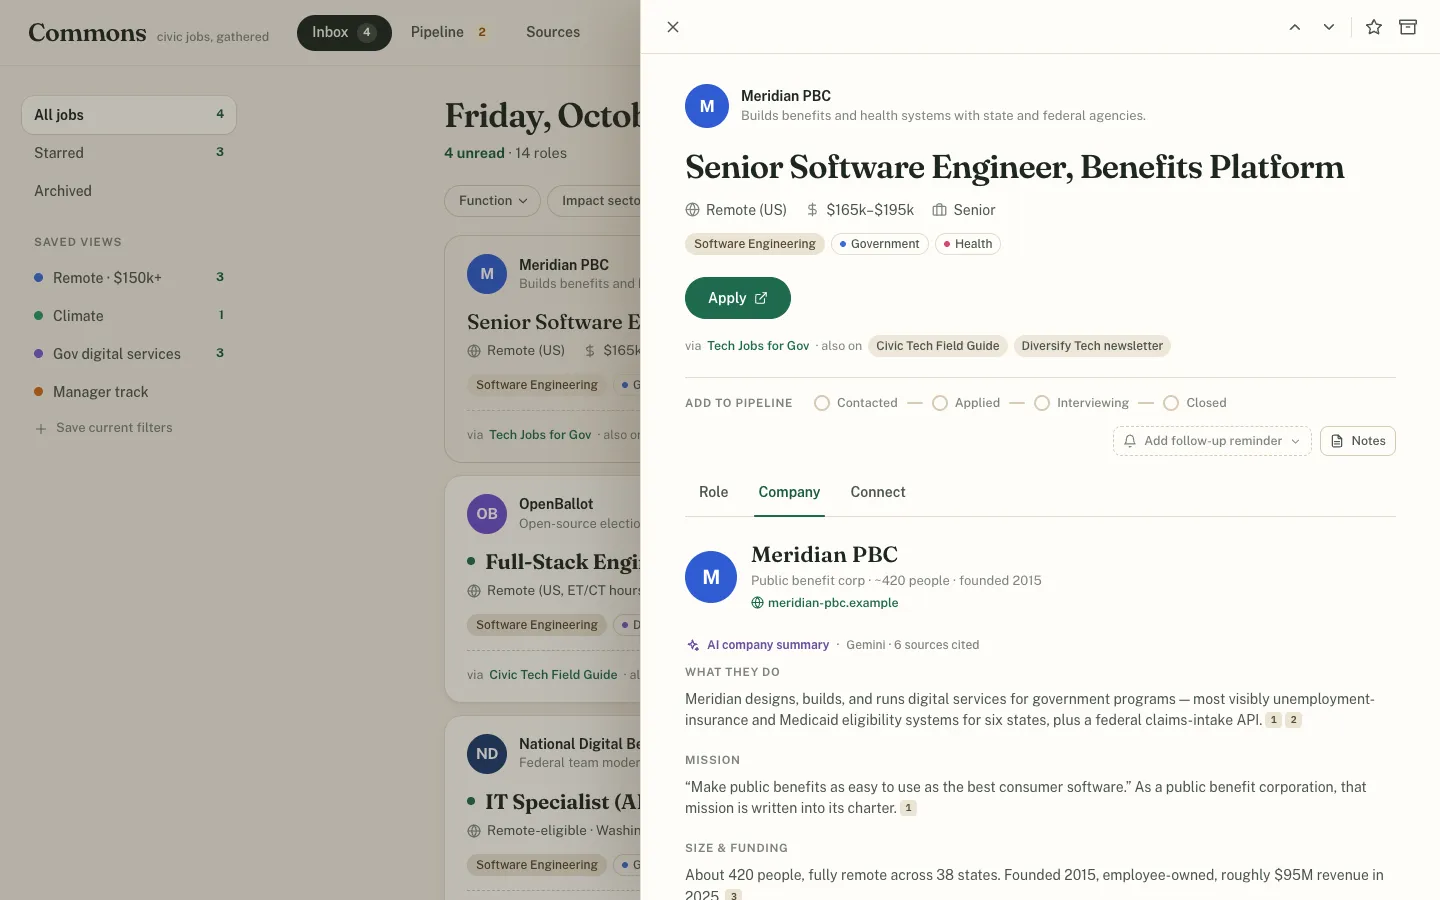 Commons civic jobs, gathered
Inbox 4
Pipeline 2
Sources
All jobs 4
Starred 3
Archived
SAVED VIEWS
Remote · $150k+ 3
Climate 1
Gov digital services 3
Manager track
+ Save current filters
Friday, Octob
4 unread · 14 roles
Function
Impact secto
M
Meridian PBC
Builds benefits and
Senior Software E
Remote (US) $165k
Software Engineering G
via Tech Jobs for Gov · also on
OB
OpenBallot
Open-source electio
Full-Stack Engi
Remote (US, ET/CT hours
Software Engineering D
via Civic Tech Field Guide · al
ND
National Digital Be
Federal team moder
IT Specialist (A
Remote-eligible · Washin
Software Engineering G
M
Meridian PBC
Builds benefits and health systems with state and federal agencies.
Senior Software Engineer, Benefits Platform
Remote (US) $165k–$195k Senior
Software Engineering Government Health
Apply
via Tech Jobs for Gov · also on Civic Tech Field Guide Diversify Tech newsletter
ADD TO PIPELINE Contacted Applied Interviewing Closed
Add follow-up reminder Notes
Role Company Connect
M
Meridian PBC
Public benefit corp · ~420 people · founded 2015
meridian-pbc.example
AI company summary · Gemini · 6 sources cited
WHAT THEY DO
Meridian designs, builds, and runs digital services for government programs — most visibly unemployment-
insurance and Medicaid eligibility systems for six states, plus a federal claims-intake API. 1 2
MISSION
“Make public benefits as easy to use as the best consumer software.” As a public benefit corporation, that
mission is written into its charter. 1
SIZE & FUNDING
About 420 people, fully remote across 38 states. Founded 2015, employee-owned, roughly $95M revenue in
2025 3